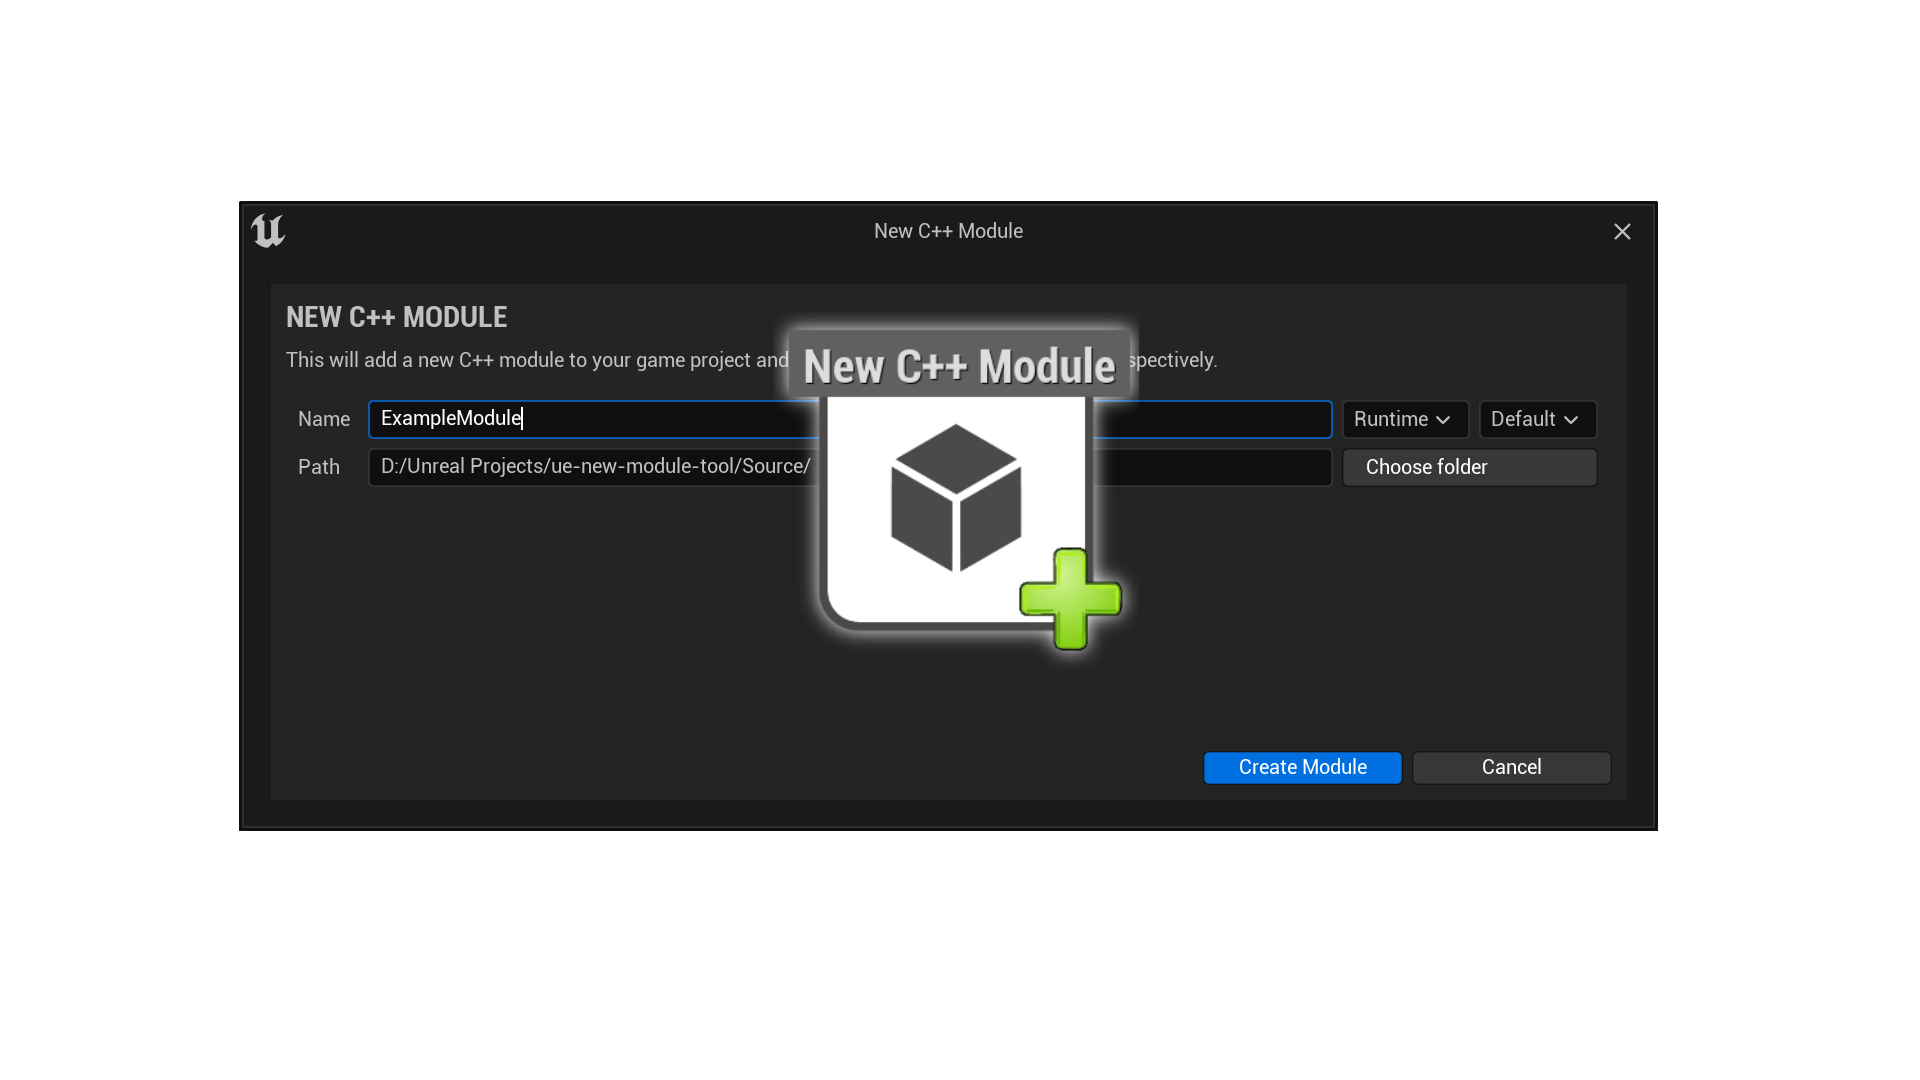 New C++ Module
NEW C++ MODULE
This will add a new C++ module to your game project and
spectively.
New C++ Module
Name
ExampleModule
Runtime
Default
Path
D:/Unreal Projects/ue-new-module-tool/Source/
Choose folder
Create Module
Cancel